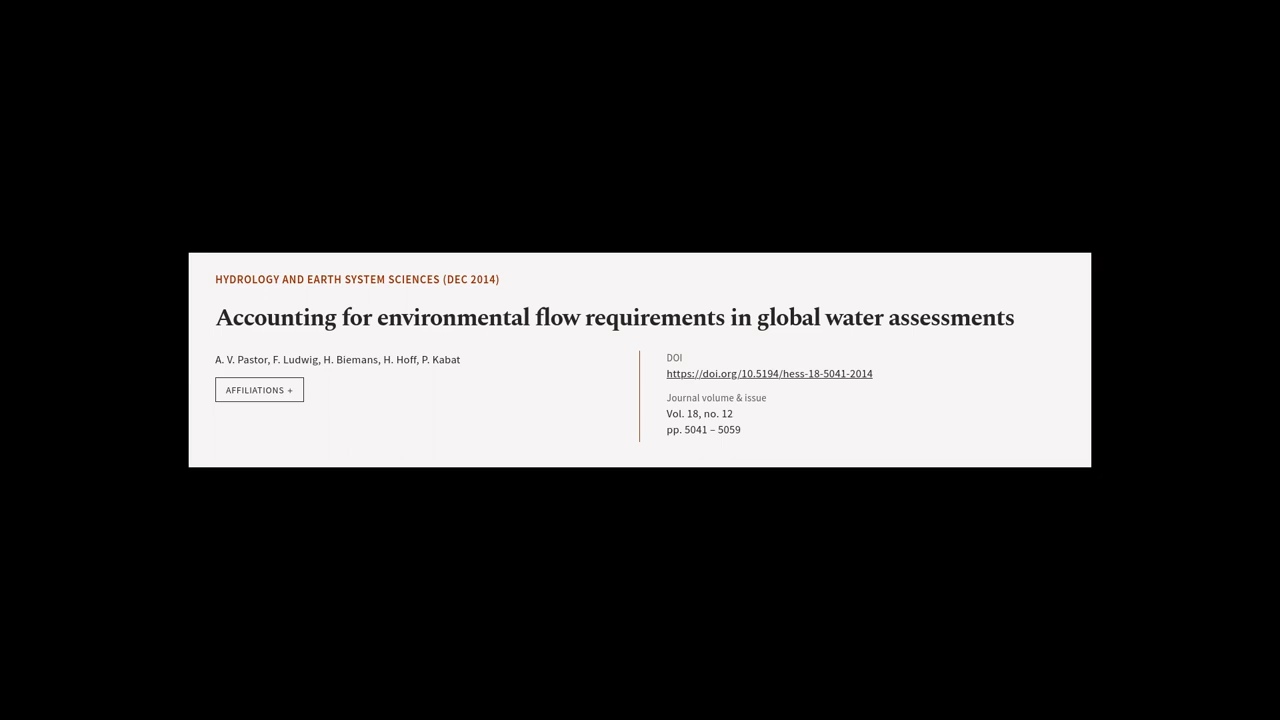 HYDROLOGY AND EARTH SYSTEM SCIENCES (DEC 2014)
Accounting for environmental flow requirements in global water assessments
A. V. Pastor, F. Ludwig, H. Biemans, H. Hoff, P. Kabat
AFFILIATIONS +
DOI
https://doi.org/10.5194/hess-18-5041-2014
Journal volume & issue
Vol. 18, no. 12
pp. 5041 – 5059